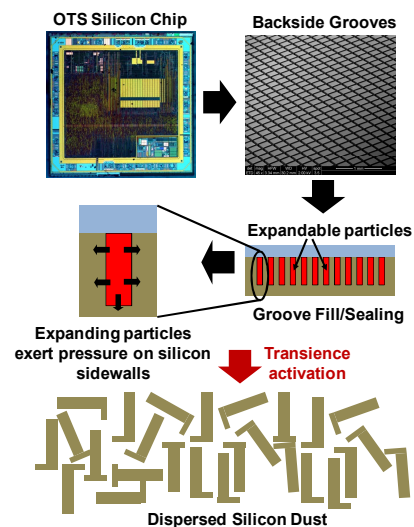 OTS Silicon Chip
Backside Grooves
Expandable particles
Groove Fill/Sealing
Expanding particles
exert pressure on silicon
sidewalls
Transience
activation
Dispersed Silicon Dust